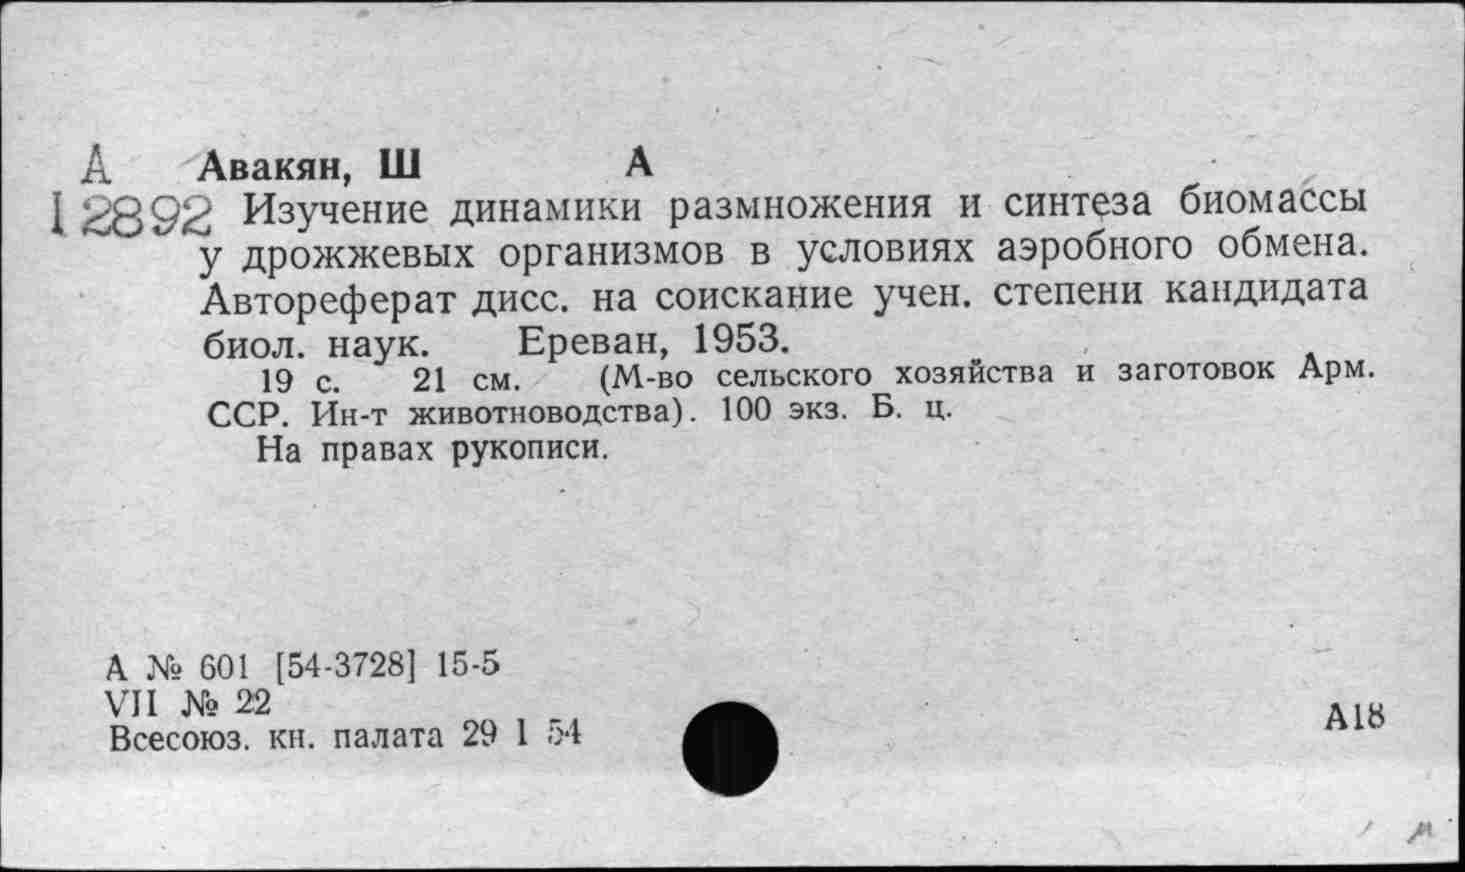 А Авакян, Ш А
12892 Изучение динамики размножения и синтеза биомассы
у дрожжевых организмов в условиях аэробного обмена.
Автореферат дисс. на соискание учен. степени кандидата
биол. наук. Ереван, 1953.
19 с. 21 см. (М-во сельского хозяйства и заготовок Арм.
ССР. Ин-т животноводства). 100 экз. Б. ц.
На правах рукописи.
А № 601 [54-3728] 15-5
VII № 22
Всесоюз. кн. палата 29 1 54
А18